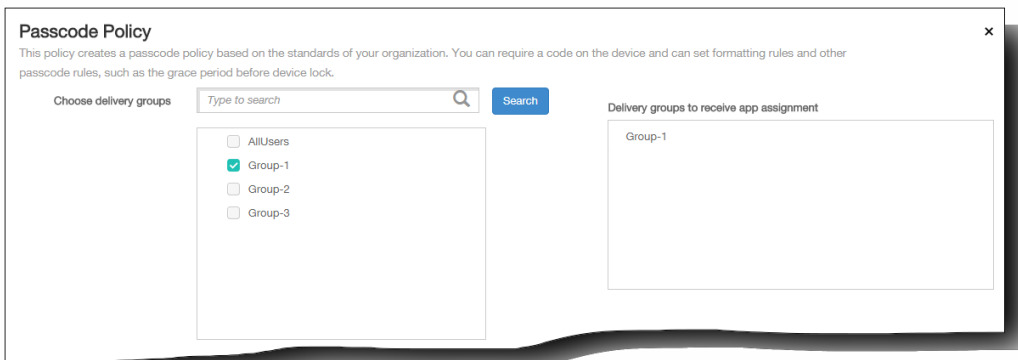 Passcode Policy
×
This policy creates a passcode policy based on the standards of your organization. You can require a code on the device and can set formatting rules and other
passcode rules, such as the grace period before device lock.
Choose delivery groups
Type to search
Search
Delivery groups to receive app assignment
AllUsers
Group-1
Group-2
Group-3
Group-1